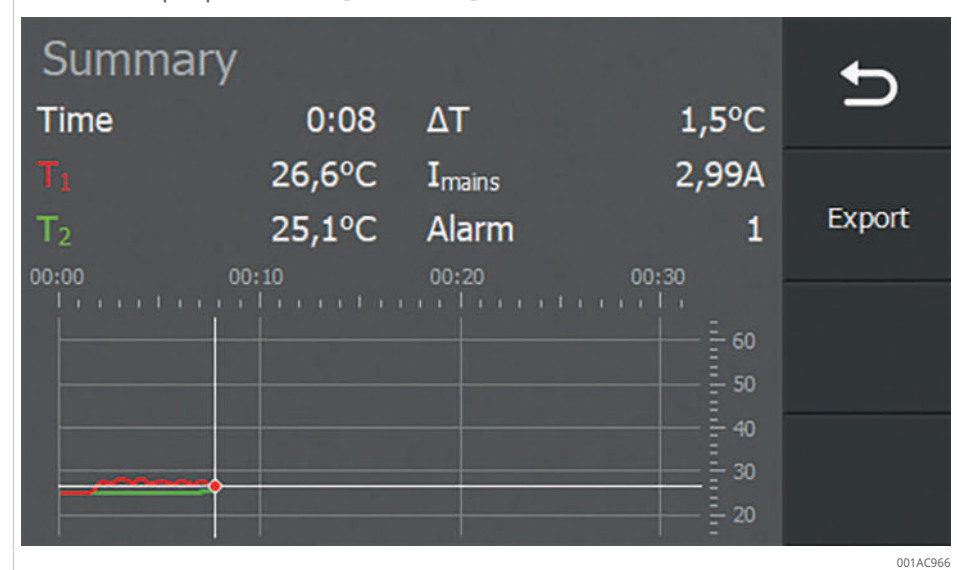 Summary
Time 0:08 ΔT 1,5°C
T1 26,6°C Imains 2,99A
T2 25,1°C Alarm 1
Export
00:00 00:10 00:20 00:30
60
50
40
30
20
001AC966